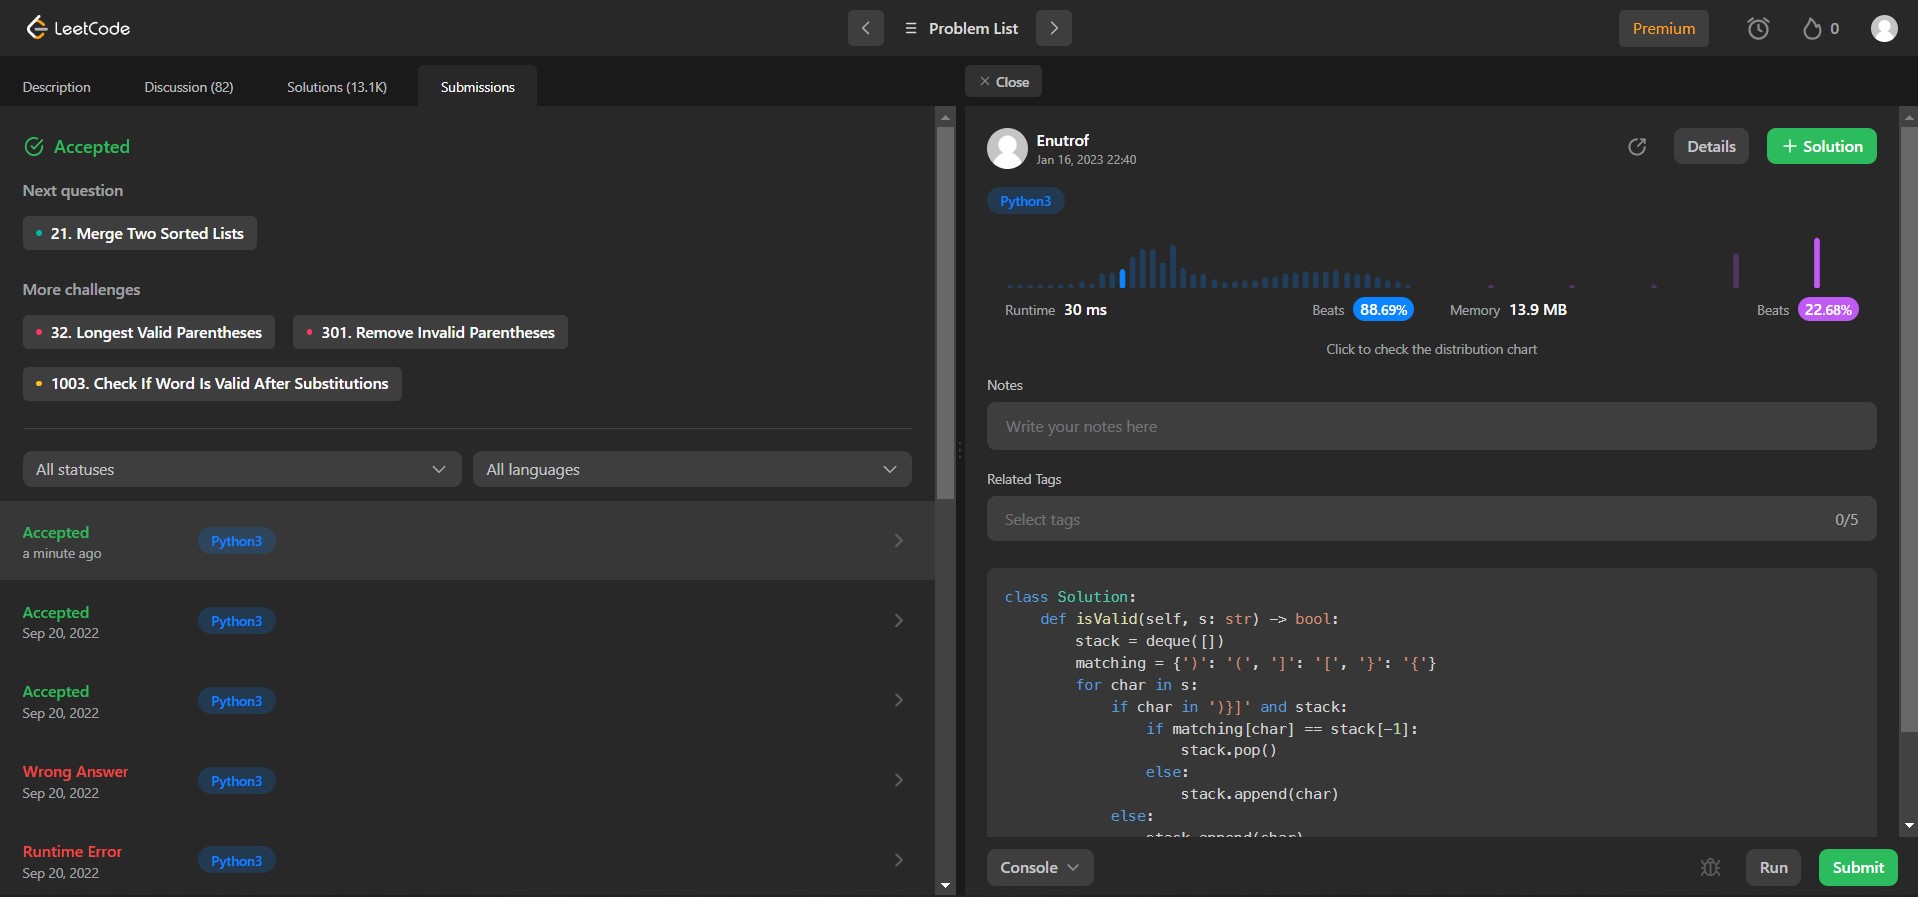 LeetCode
Problem List
Premium
0
Description
Discussion (82)
Solutions (13.1K)
Submissions
Close
Accepted
Next question
21. Merge Two Sorted Lists
More challenges
32. Longest Valid Parentheses
301. Remove Invalid Parentheses
1003. Check If Word Is Valid After Substitutions
All statuses
All languages
Accepted
a minute ago
Python3
Accepted
Sep 20, 2022
Python3
Accepted
Sep 20, 2022
Python3
Wrong Answer
Sep 20, 2022
Python3
Runtime Error
Sep 20, 2022
Python3
Enutrof
Jan 16, 2023 22:40
Details
+ Solution
Python3
Runtime 30 ms
Beats 88.69%
Memory 13.9 MB
Beats 22.68%
Click to check the distribution chart
Notes
Write your notes here
Related Tags
Select tags
0/5
class Solution:
    def isValid(self, s: str) -> bool:
        stack = deque([])
        matching = {')': '(', ']': '[', '}': '{'}
        for char in s:
            if char in ')}]' and stack:
                if matching[char] == stack[-1]:
                    stack.pop()
                else:
                    stack.append(char)
            else:
                stack.append(char)
Console
Run
Submit